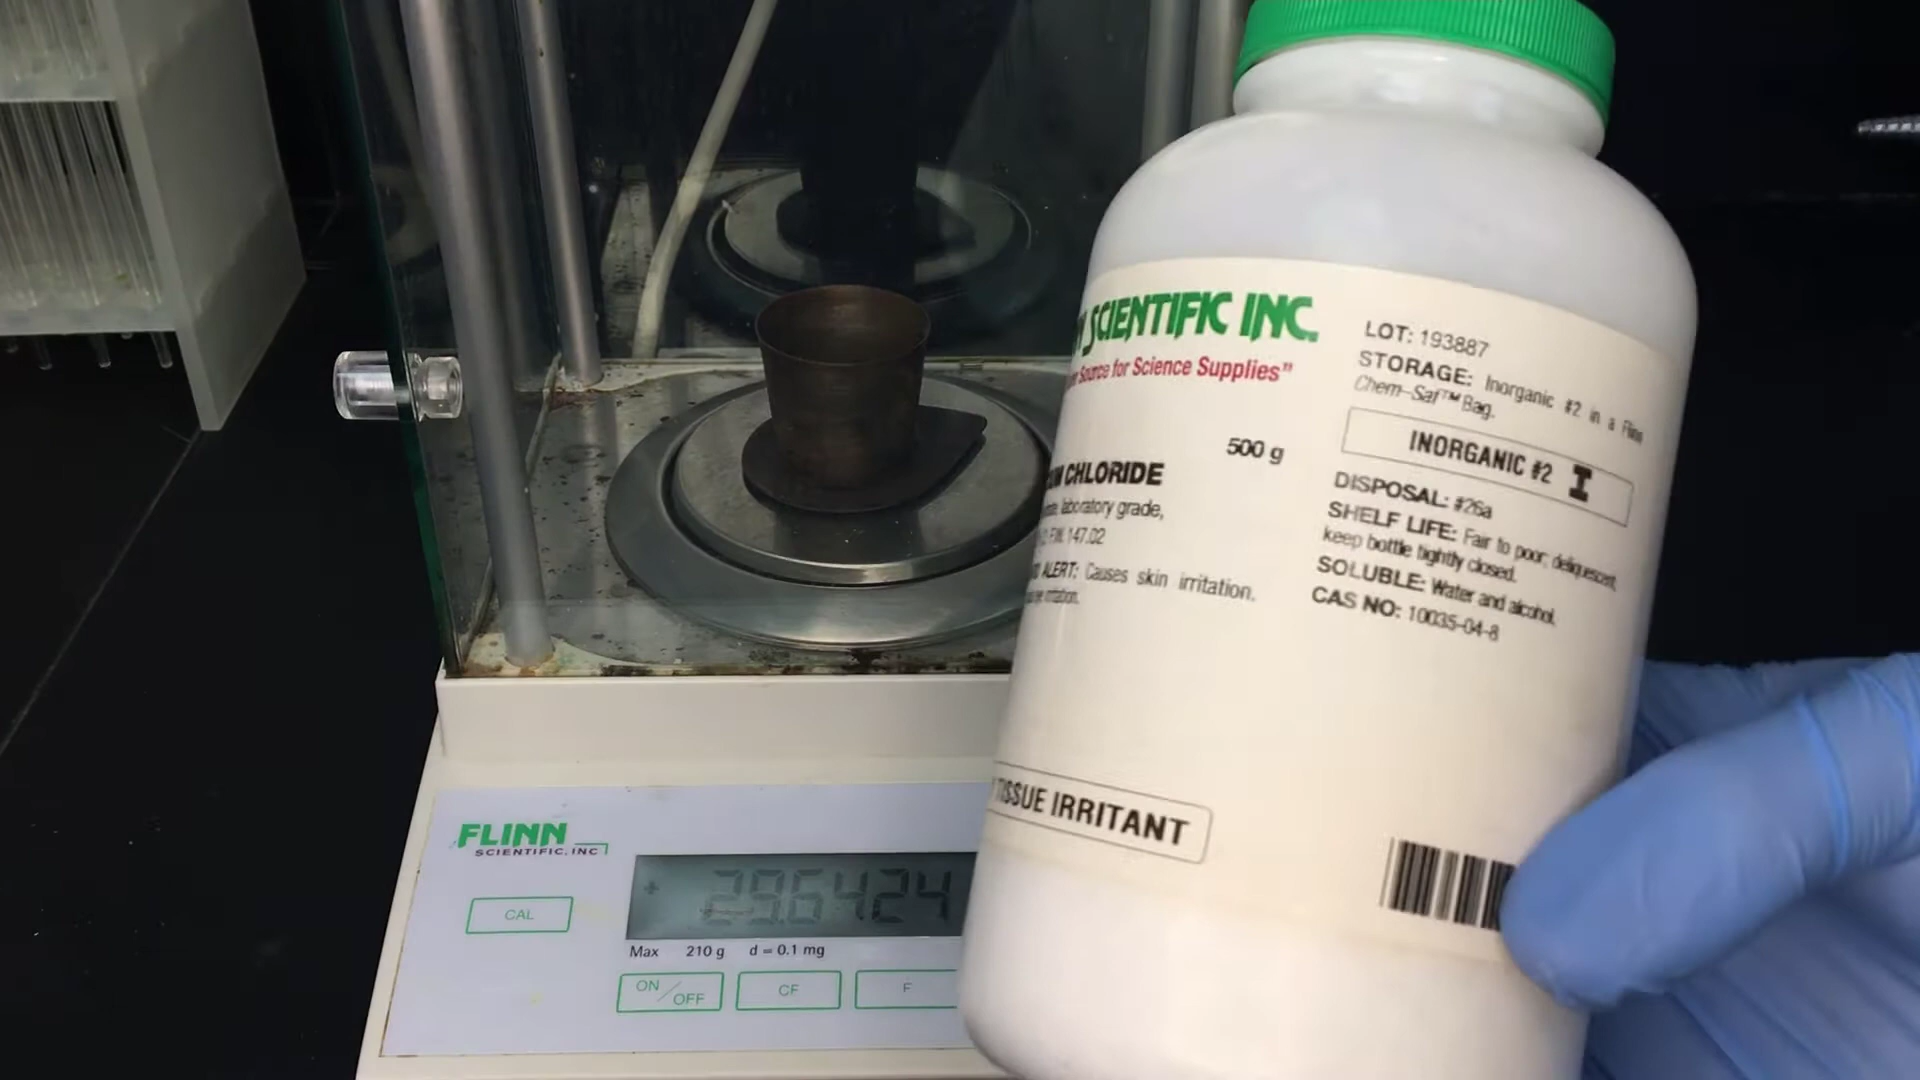 SCIENTIFIC INC.
Source for Science Supplies"
500 g
CHLORIDE
laboratory grade,
F.W. 147.02
ALERT: Causes skin irritation.
irritation.
TISSUE IRRITANT
LOT: 193887
STORAGE: Inorganic #2 in a Flinn
Chem-Saf™ Bag.
INORGANIC #2 I
DISPOSAL: #26a
SHELF LIFE: Fair to poor; deliquescent,
keep bottle tightly closed.
SOLUBLE: Water and alcohol.
CAS NO: 10035-04-8
FLINN
SCIENTIFIC, INC
CAL
+ 29.6424
Max 210 g d = 0.1 mg
ON/OFF CF F